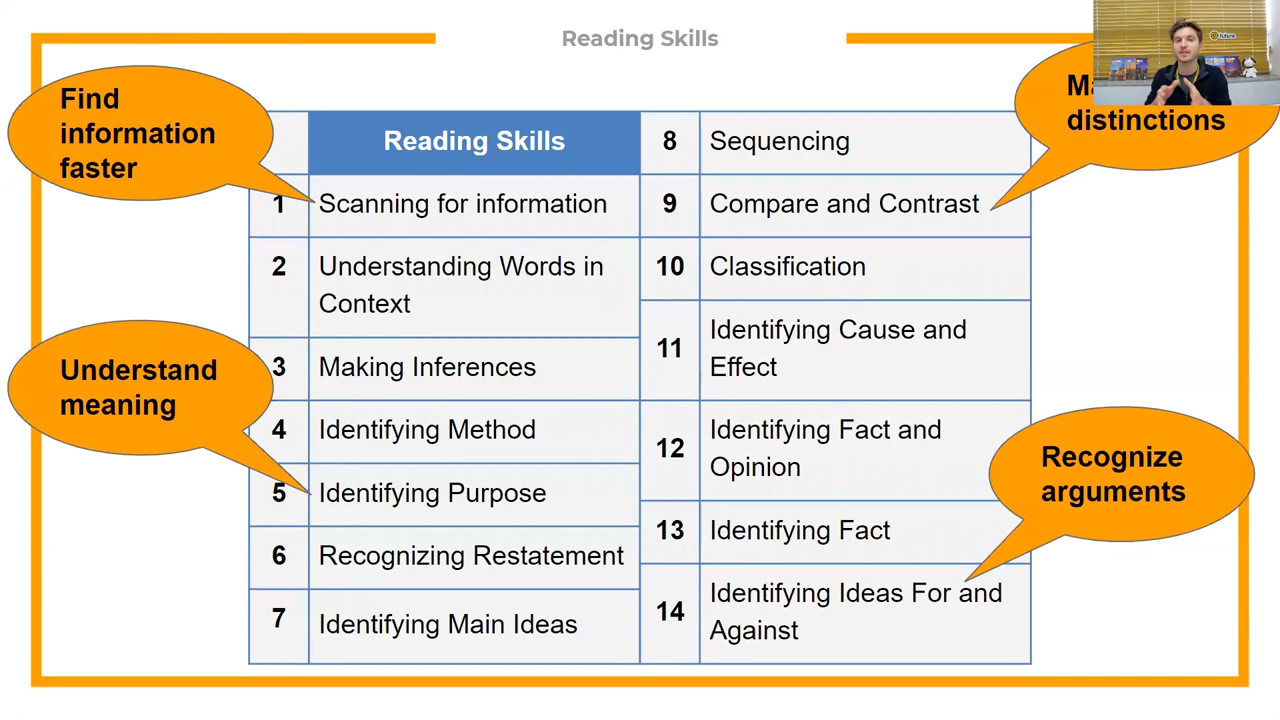 Reading Skills
Find
information
faster
distinctions
Reading Skills
1 Scanning for information
2 Understanding Words in
Context
3 Making Inferences
4 Identifying Method
5 Identifying Purpose
6 Recognizing Restatement
7 Identifying Main Ideas
8 Sequencing
9 Compare and Contrast
10 Classification
11 Identifying Cause and
Effect
12 Identifying Fact and
Opinion
13 Identifying Fact
14 Identifying Ideas For and
Against
Understand
meaning
Recognize
arguments
future